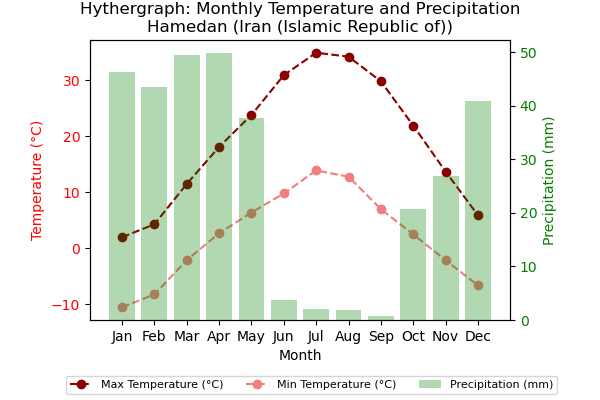 Hythergraph: Monthly Temperature and Precipitation
Hamedan (Iran (Islamic Republic of))
Temperature (°C)
30
20
10
0
−10
50
40
30
20
10
0
Precipitation (mm)
Jan Feb Mar Apr May Jun Jul Aug Sep Oct Nov Dec
Month
Max Temperature (°C) Min Temperature (°C) Precipitation (mm)